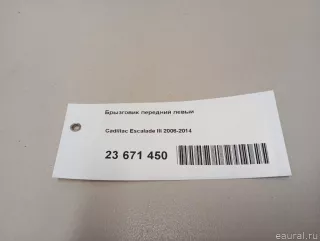 Брызговик передний левый
Cadillac Escalade III 2006-2014
23 671 450
© eaural.ru